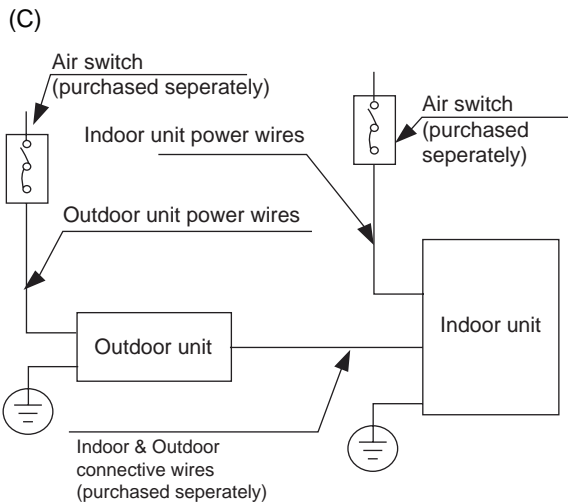 (C)
Air switch
(purchased seperately)
Air switch
(purchased
seperately)
Indoor unit power wires
Outdoor unit power wires
Outdoor unit
Indoor unit
Indoor & Outdoor
connective wires
(purchased seperately)